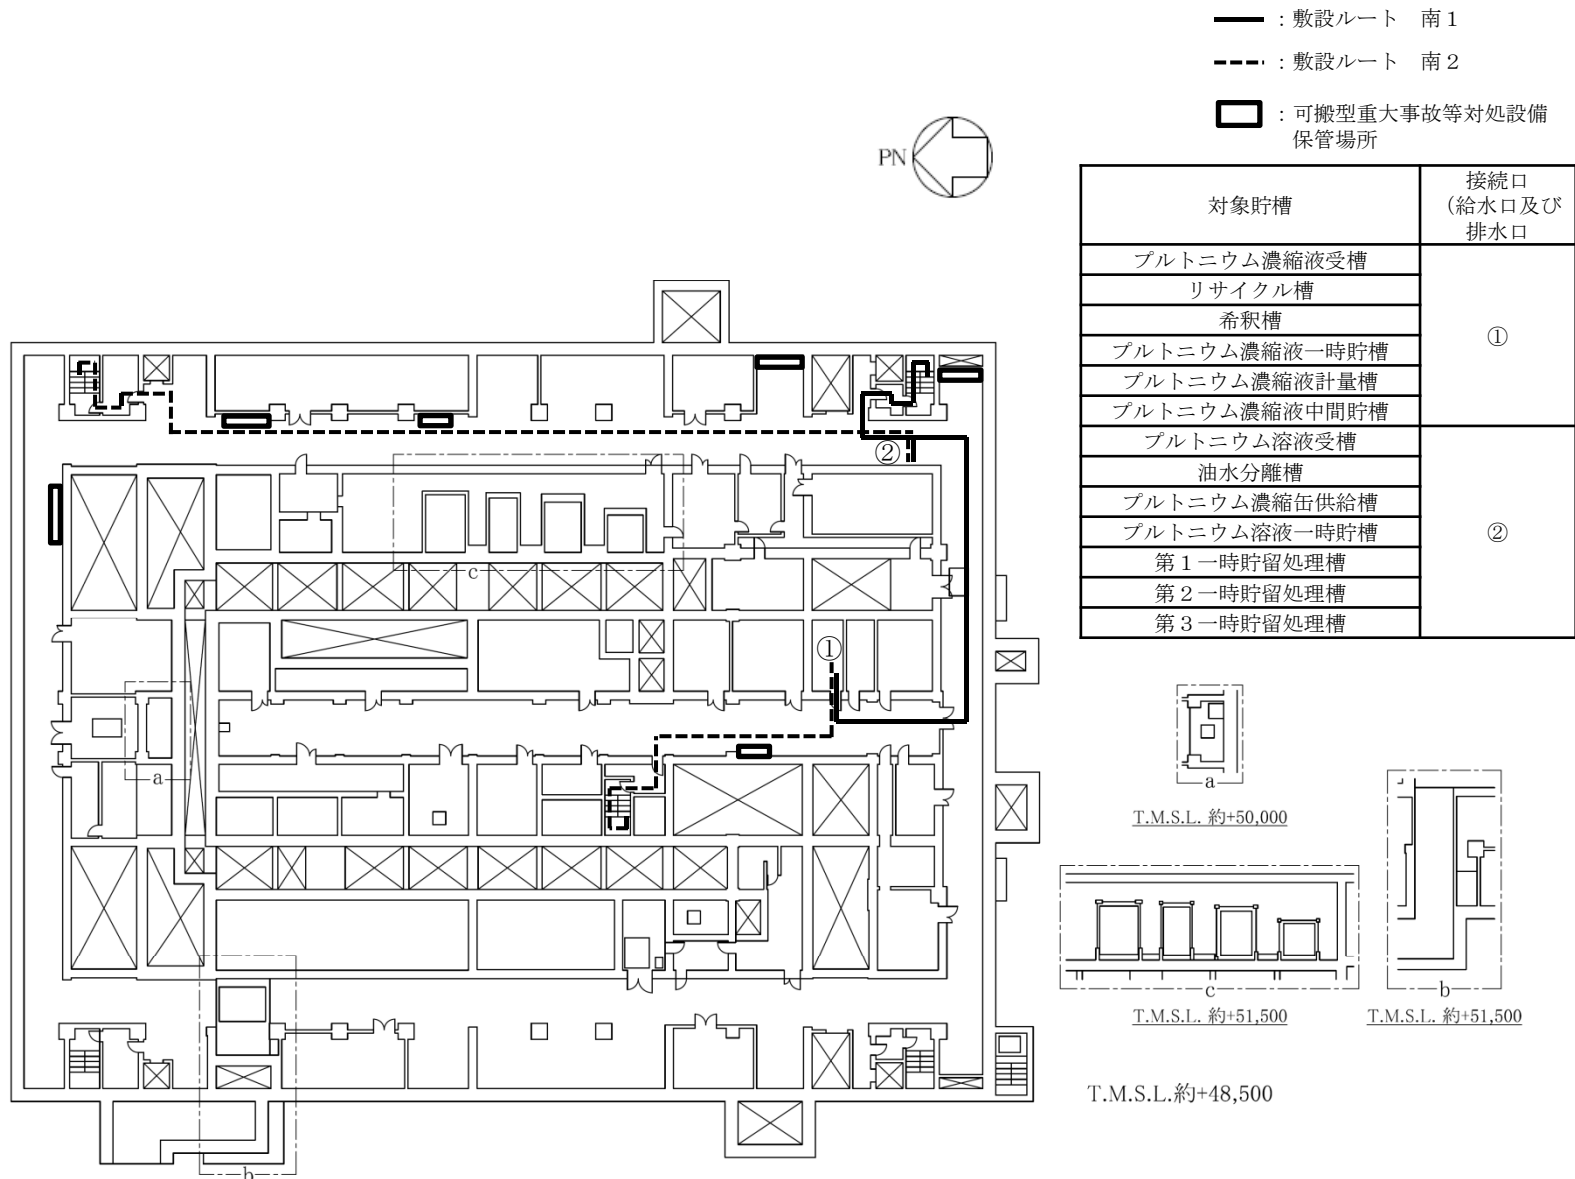 ：敷設ルート　南１
：敷設ルート　南２
：可搬型重大事故等対処設備
保管場所
PN
対象貯槽
接続口
（給水口及び
排水口
プルトニウム濃縮液受槽
リサイクル槽
希釈槽
プルトニウム濃縮液一時貯槽
プルトニウム濃縮液計量槽
プルトニウム濃縮液中間貯槽
①
プルトニウム溶液受槽
油水分離槽
プルトニウム濃縮缶供給槽
プルトニウム溶液一時貯槽
第１一時貯留処理槽
第２一時貯留処理槽
第３一時貯留処理槽
②
②
c
①
a
b
a
T.M.S.L. 約+50,000
c
T.M.S.L. 約+51,500
b
T.M.S.L. 約+51,500
T.M.S.L.約+48,500